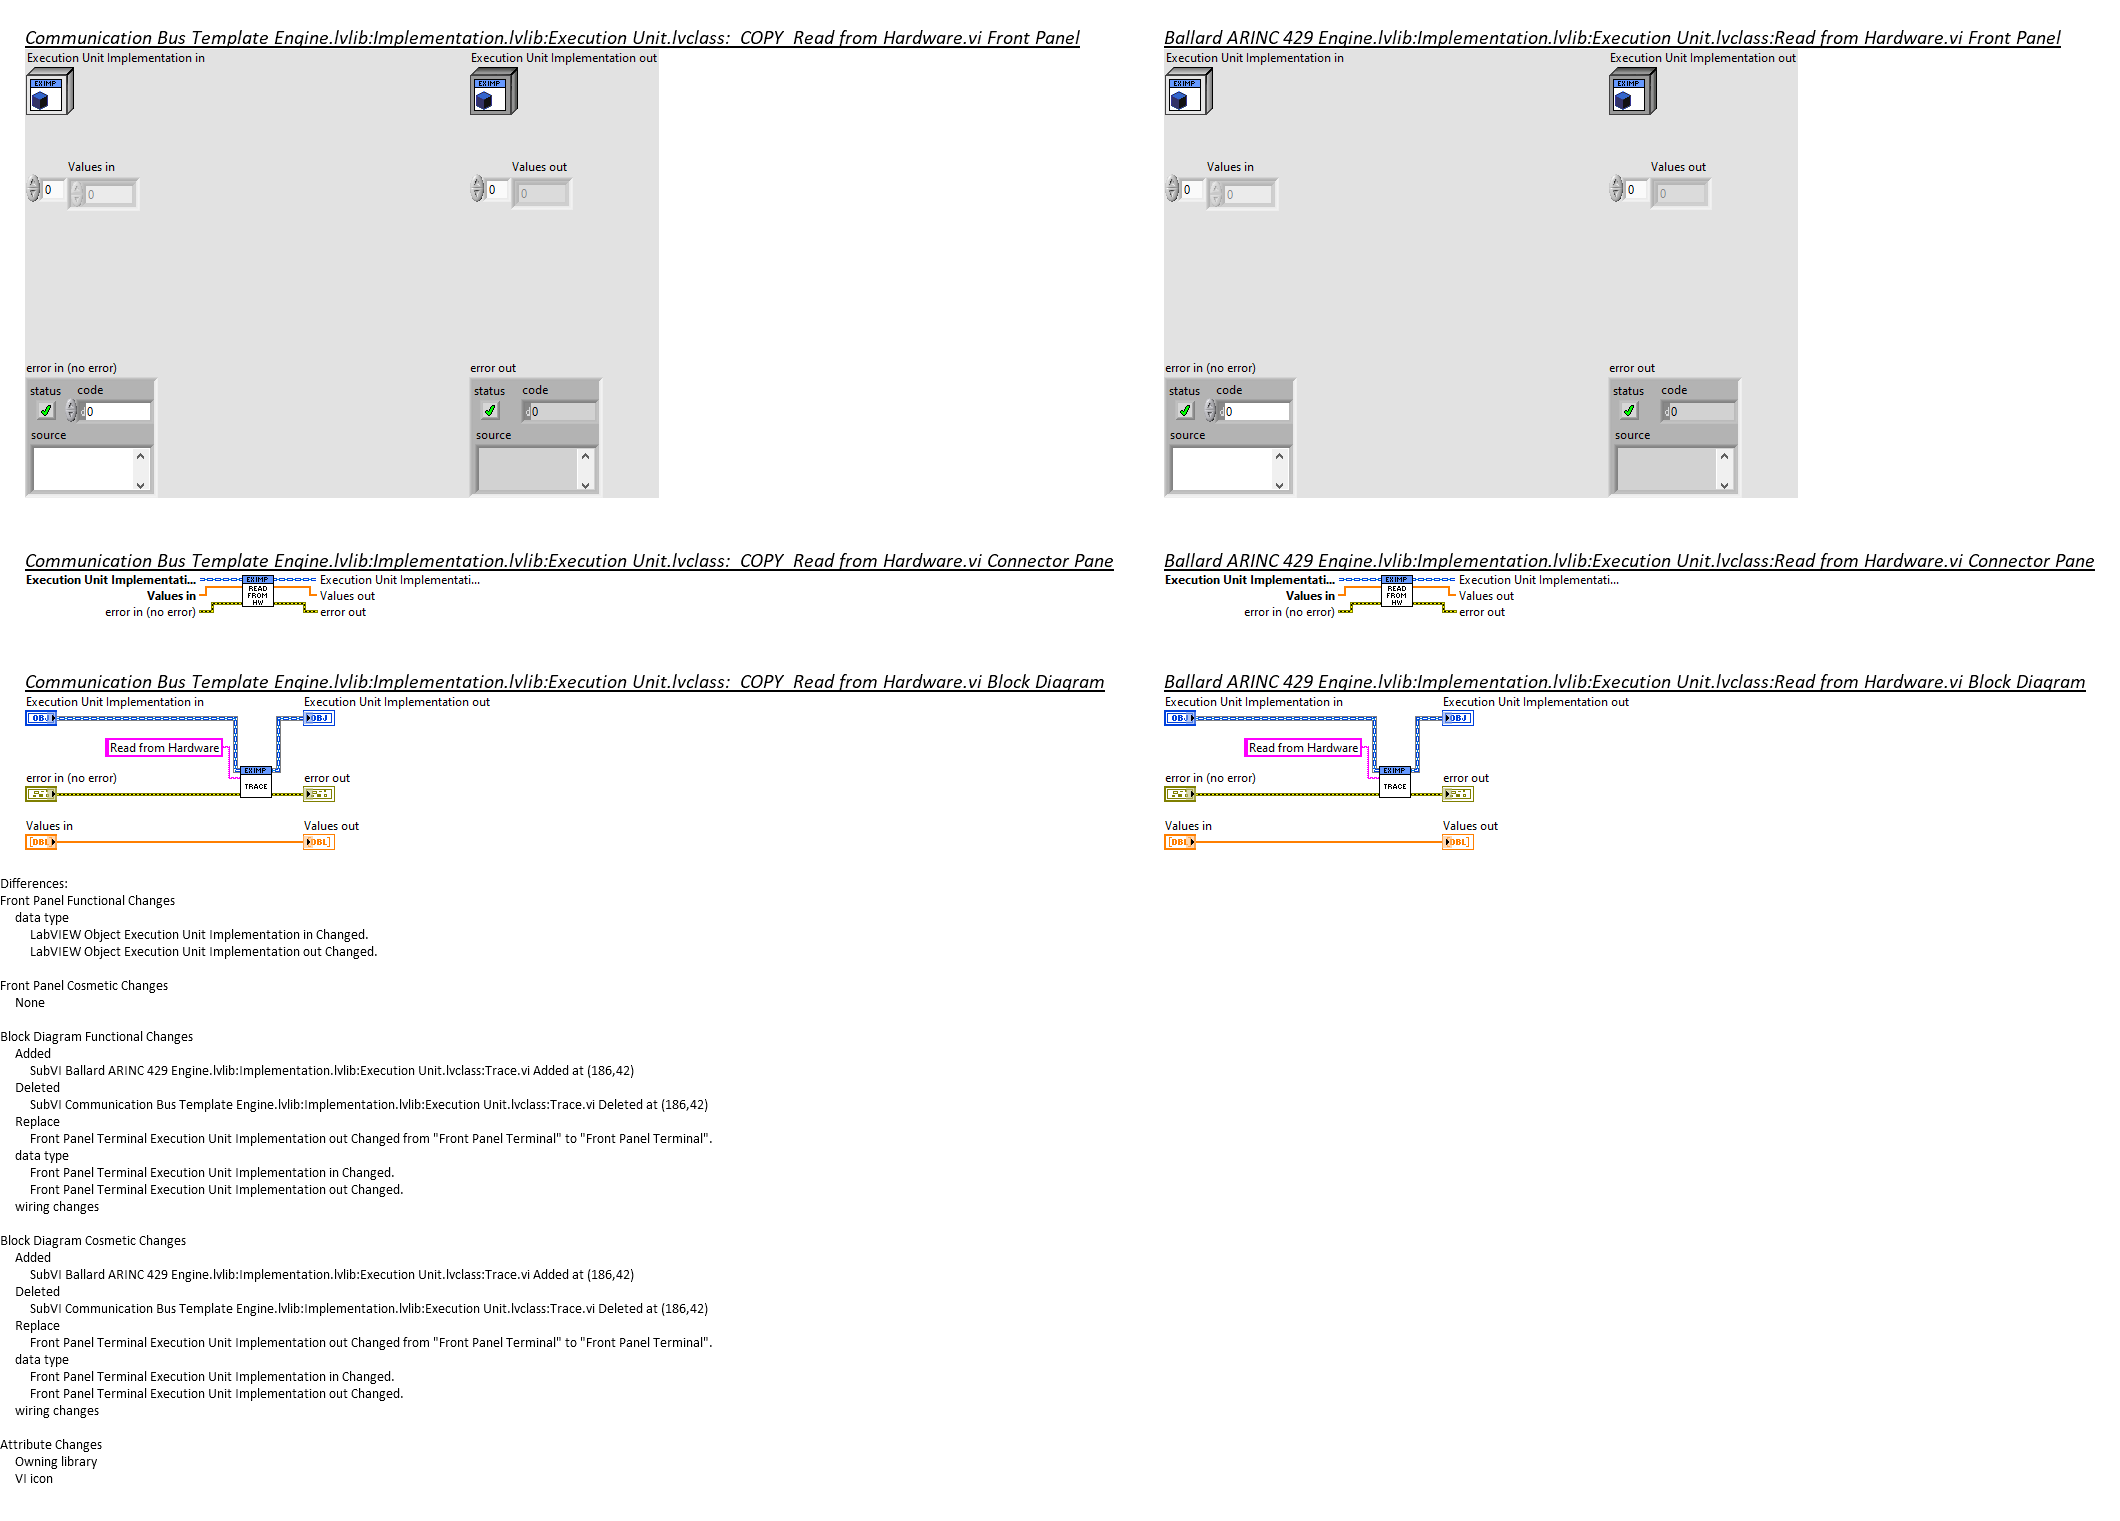 Communication Bus Template Engine.lvlib:Implementation.lvlib:Execution Unit.lvclass:  COPY  Read from Hardware.vi Front Panel
Execution Unit Implementation in
Execution Unit Implementation out
EXIMP
EXIMP
Values in
Values out
0
0
0
0
error in (no error)
error out
status code
status code
d0
d0
source
source
Ballard ARINC 429 Engine.lvlib:Implementation.lvlib:Execution Unit.lvclass:Read from Hardware.vi Front Panel
Execution Unit Implementation in
Execution Unit Implementation out
EXIMP
EXIMP
Values in
Values out
0
0
0
0
error in (no error)
error out
status code
status code
d0
d0
source
source
Communication Bus Template Engine.lvlib:Implementation.lvlib:Execution Unit.lvclass:  COPY  Read from Hardware.vi Connector Pane
Execution Unit Implementati...
EXIMP
Execution Unit Implementati...
Values in
READ
FROM
HW
Values out
error in (no error)
error out
Ballard ARINC 429 Engine.lvlib:Implementation.lvlib:Execution Unit.lvclass:Read from Hardware.vi Connector Pane
Execution Unit Implementati...
EXIMP
Execution Unit Implementati...
Values in
READ
FROM
HW
Values out
error in (no error)
error out
Communication Bus Template Engine.lvlib:Implementation.lvlib:Execution Unit.lvclass:  COPY  Read from Hardware.vi Block Diagram
Execution Unit Implementation in
Execution Unit Implementation out
OBJ
OBJ
Read from Hardware
EXIMP
TRACE
error in (no error)
error out
Values in
Values out
[DBL]
[DBL]
Ballard ARINC 429 Engine.lvlib:Implementation.lvlib:Execution Unit.lvclass:Read from Hardware.vi Block Diagram
Execution Unit Implementation in
Execution Unit Implementation out
OBJ
OBJ
Read from Hardware
EXIMP
TRACE
error in (no error)
error out
Values in
Values out
[DBL]
[DBL]
Differences:
Front Panel Functional Changes
data type
LabVIEW Object Execution Unit Implementation in Changed.
LabVIEW Object Execution Unit Implementation out Changed.
Front Panel Cosmetic Changes
None
Block Diagram Functional Changes
Added
SubVI Ballard ARINC 429 Engine.lvlib:Implementation.lvlib:Execution Unit.lvclass:Trace.vi Added at (186,42)
Deleted
SubVI Communication Bus Template Engine.lvlib:Implementation.lvlib:Execution Unit.lvclass:Trace.vi Deleted at (186,42)
Replace
Front Panel Terminal Execution Unit Implementation out Changed from "Front Panel Terminal" to "Front Panel Terminal".
data type
Front Panel Terminal Execution Unit Implementation in Changed.
Front Panel Terminal Execution Unit Implementation out Changed.
wiring changes
Block Diagram Cosmetic Changes
Added
SubVI Ballard ARINC 429 Engine.lvlib:Implementation.lvlib:Execution Unit.lvclass:Trace.vi Added at (186,42)
Deleted
SubVI Communication Bus Template Engine.lvlib:Implementation.lvlib:Execution Unit.lvclass:Trace.vi Deleted at (186,42)
Replace
Front Panel Terminal Execution Unit Implementation out Changed from "Front Panel Terminal" to "Front Panel Terminal".
data type
Front Panel Terminal Execution Unit Implementation in Changed.
Front Panel Terminal Execution Unit Implementation out Changed.
wiring changes
Attribute Changes
Owning library
VI icon